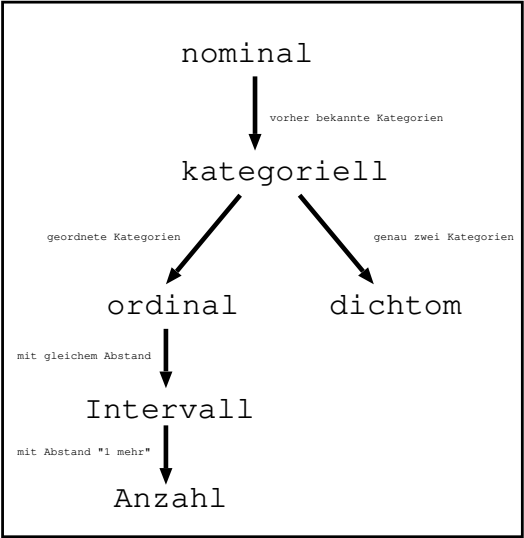 nominal
vorher bekannte Kategorien
kategoriell
geordnete Kategorien
genau zwei Kategorien
ordinal
dichtom
mit gleichem Abstand
Intervall
mit Abstand "1 mehr"
Anzahl